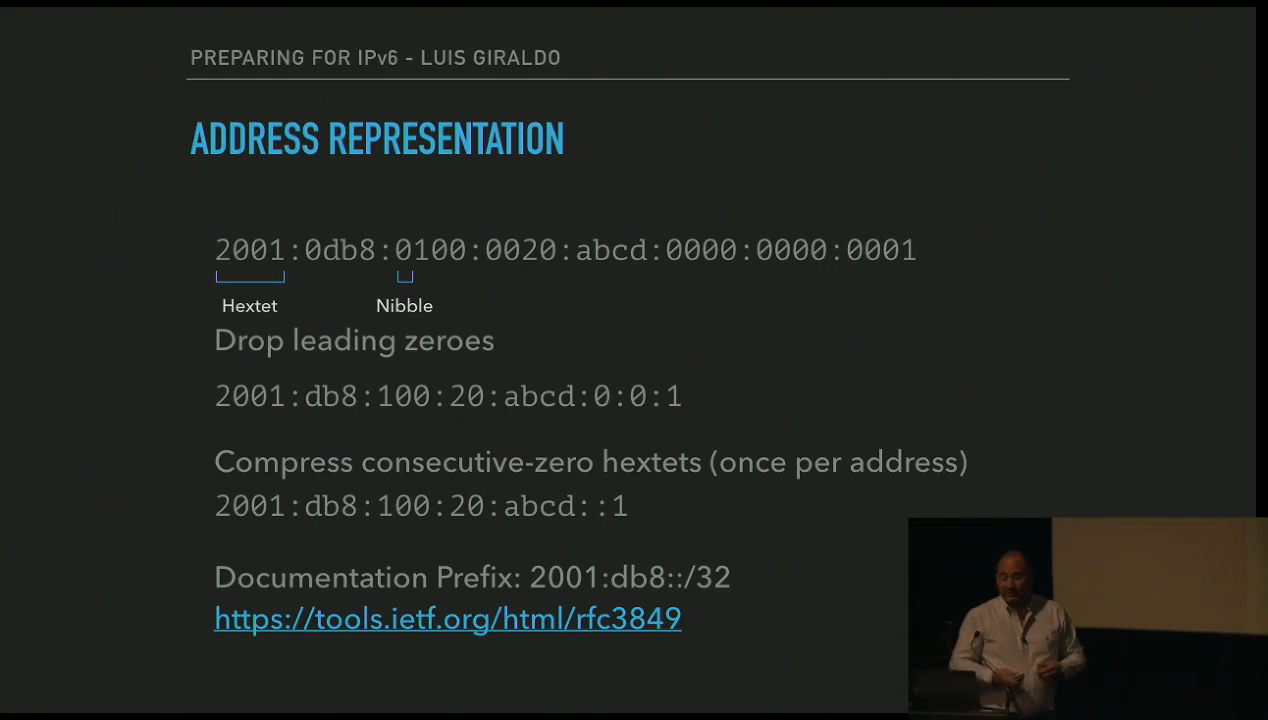 PREPARING FOR IPv6 - LUIS GIRALDO
ADDRESS REPRESENTATION
2001:0db8:0100:0020:abcd:0000:0000:0001
Hextet Nibble
Drop leading zeroes
2001:db8:100:20:abcd:0:0:1
Compress consecutive-zero hextets (once per address)
2001:db8:100:20:abcd::1
Documentation Prefix: 2001:db8::/32
https://tools.ietf.org/html/rfc3849